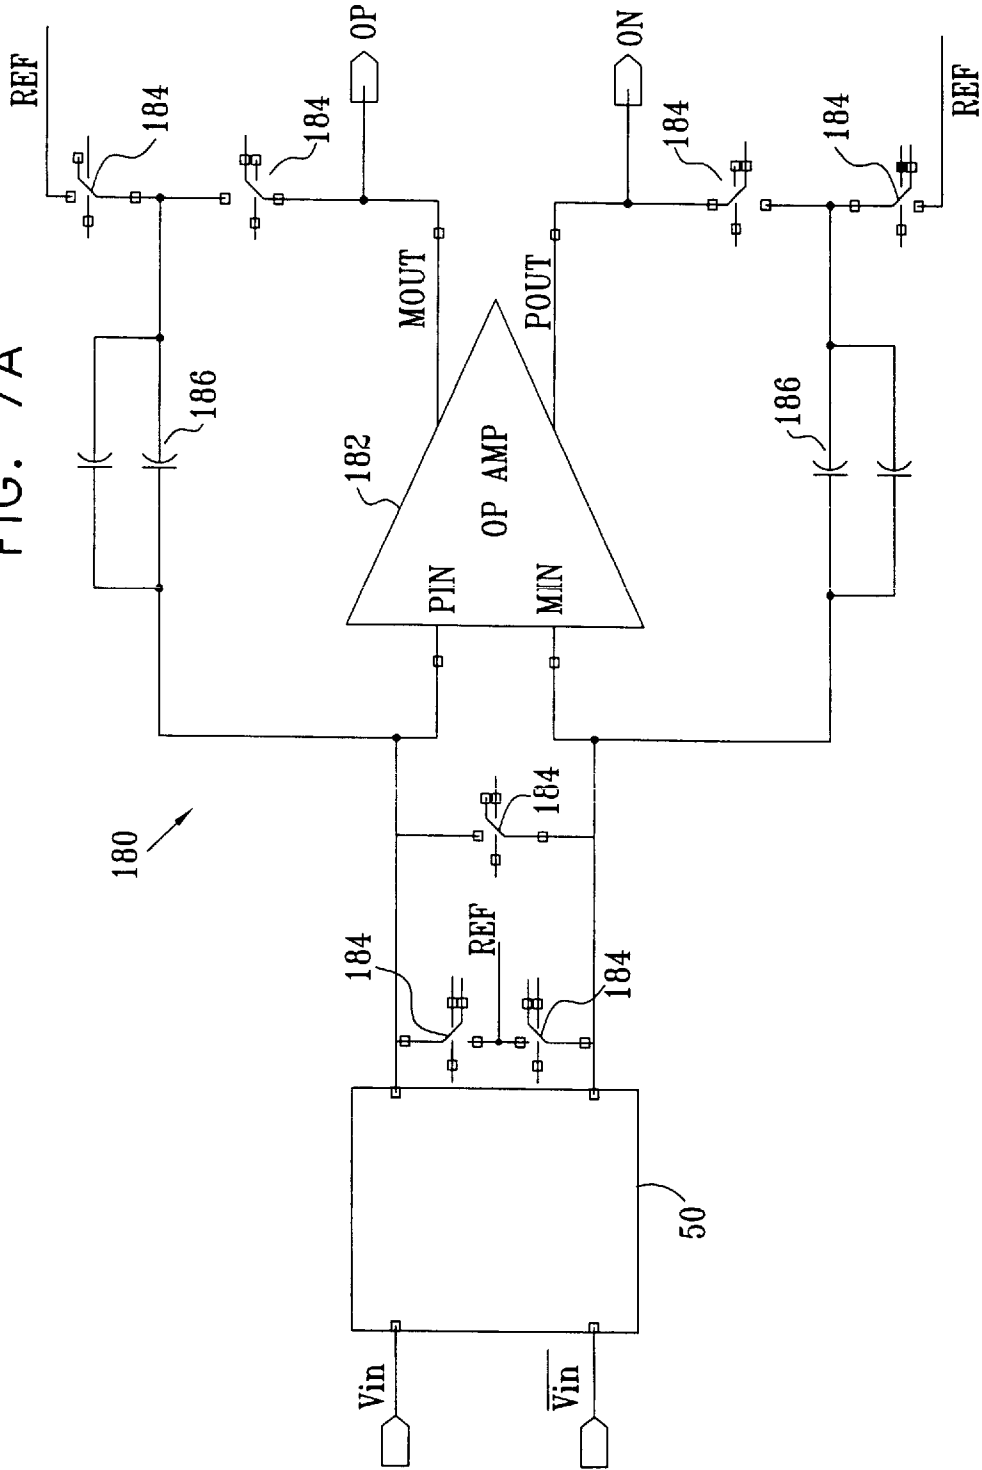 FIG. 7A
180
REF
184
184
OP
186
182
MOUT
PIN
OP AMP
MIN
POUT
184
184
REF
184
Vin
Vin
50
186
184
ON
184
REF